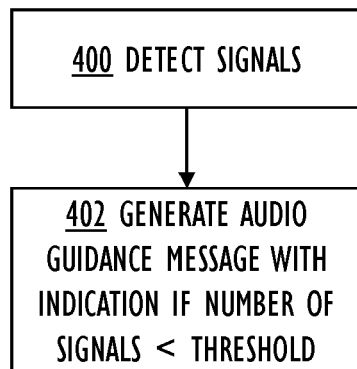 400 DETECT SIGNALS
402 GENERATE AUDIO
GUIDANCE MESSAGE WITH
INDICATION IF NUMBER OF
SIGNALS < THRESHOLD